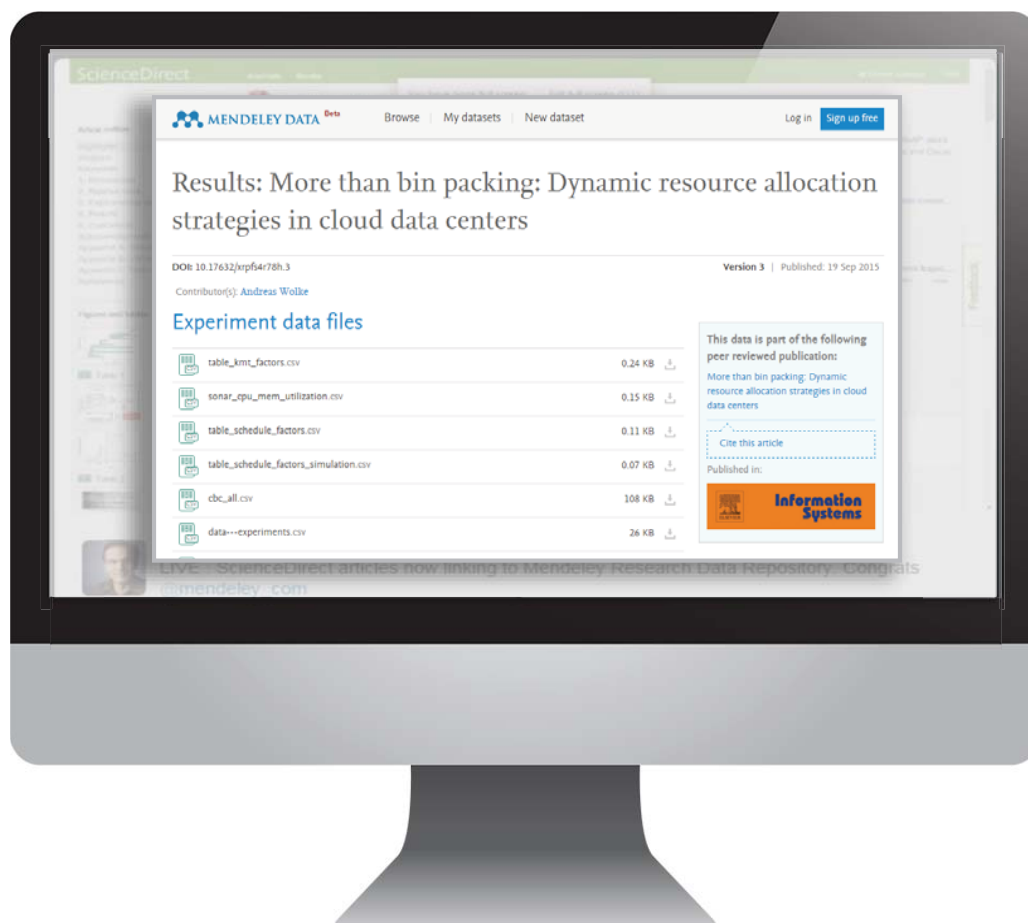 ScienceDirect
MENDELEY DATA Beta Browse My datasets New dataset Log in Sign up free
Results: More than bin packing: Dynamic resource allocation
strategies in cloud data centers
DOI: 10.17632/xrpfs4r78h.3 Version 3 | Published: 19 Sep 2015
Contributor(s): Andreas Wolke
Experiment data files
This data is part of the following
peer reviewed publication:
More than bin packing: Dynamic
resource allocation strategies in cloud
data centers
Cite this article
Published in:
Information
Systems
table_kmt_factors.csv 0.24 KB
sonar_cpu_mem_utilization.csv 0.15 KB
table_schedule_factors.csv 0.11 KB
table_schedule_factors_simulation.csv 0.07 KB
cbc_all.csv 108 KB
data---experiments.csv 26 KB
Feedback
LIVE ScienceDirect articles now linking to Mendeley Research Data Repository Congrats
@mendeley_com